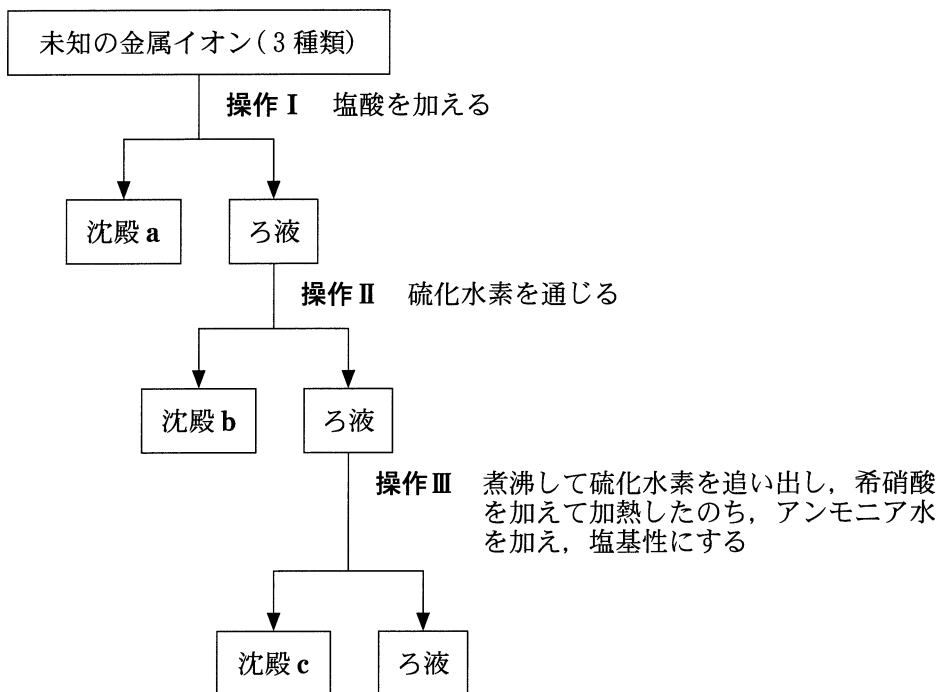 未知の金属イオン(3種類)
操作Ⅰ 塩酸を加える
沈殿a ろ液
操作Ⅱ 硫化水素を通じる
沈殿b ろ液
操作Ⅲ 煮沸して硫化水素を追い出し，希硝酸
を加えて加熱したのち，アンモニア水
を加え，塩基性にする
沈殿c ろ液